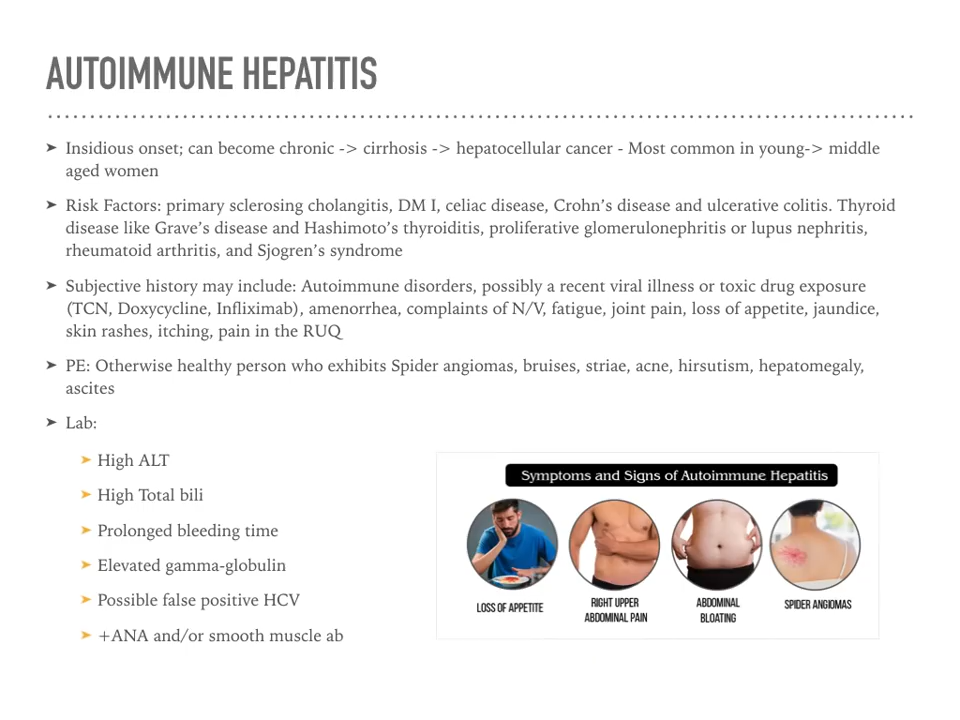 AUTOIMMUNE HEPATITIS
➤ Insidious onset; can become chronic -> cirrhosis -> hepatocellular cancer - Most common in young-> middle
aged women
➤ Risk Factors: primary sclerosing cholangitis, DM I, celiac disease, Crohn's disease and ulcerative colitis. Thyroid
disease like Grave's disease and Hashimoto's thyroiditis, proliferative glomerulonephritis or lupus nephritis,
rheumatoid arthritis, and Sjogren's syndrome
➤ Subjective history may include: Autoimmune disorders, possibly a recent viral illness or toxic drug exposure
(TCN, Doxycycline, Infliximab), amenorrhea, complaints of N/V, fatigue, joint pain, loss of appetite, jaundice,
skin rashes, itching, pain in the RUQ
➤ PE: Otherwise healthy person who exhibits Spider angiomas, bruises, striae, acne, hirsutism, hepatomegaly,
ascites
➤ Lab:
➤ High ALT
➤ High Total bili
➤ Prolonged bleeding time
➤ Elevated gamma-globulin
➤ Possible false positive HCV
➤ +ANA and/or smooth muscle ab
Symptoms and Signs of Autoimmune Hepatitis
LOSS OF APPETITE
RIGHT UPPER
ABDOMINAL PAIN
ABDOMINAL
BLOATING
SPIDER ANGIOMAS